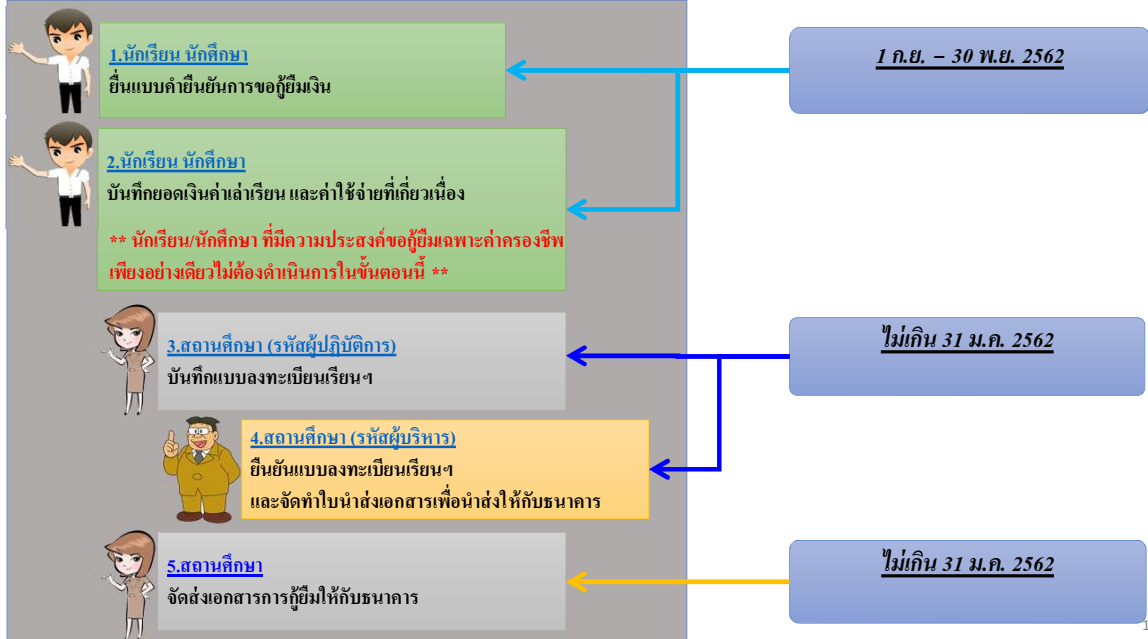 1.นักเรียน นักศึกษา
ยื่นแบบคำยืนยันการขอกู้ยืมเงิน
1 ก.ย. – 30 พ.ย. 2562
2.นักเรียน นักศึกษา
บันทึกยอดเงินค่าเล่าเรียน และค่าใช้จ่ายที่เกี่ยวเนื่อง
** นักเรียน/นักศึกษา ที่มีความประสงค์ขอกู้ยืมเฉพาะค่าครองชีพ
เพียงอย่างเดียวไม่ต้องดำเนินการในขั้นตอนนี้ **
3.สถานศึกษา (รหัสผู้ปฏิบัติการ)
บันทึกแบบลงทะเบียนเรียนฯ
ไม่เกิน 31 ม.ค. 2562
4.สถานศึกษา (รหัสผู้บริหาร)
ยืนยันแบบลงทะเบียนเรียนฯ
และจัดทำใบนำส่งเอกสารเพื่อนำส่งให้กับธนาคาร
5.สถานศึกษา
จัดส่งเอกสารการกู้ยืมให้กับธนาคาร
ไม่เกิน 31 ม.ค. 2562